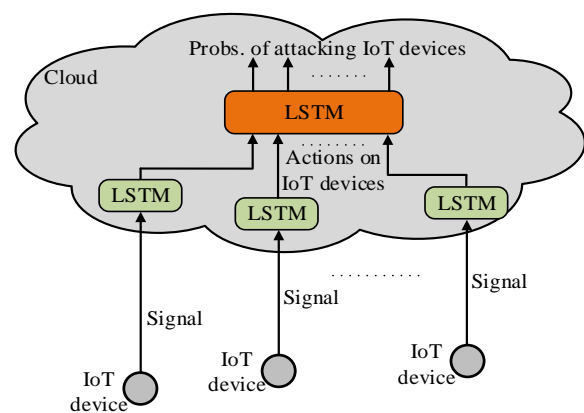 Probs. of attacking IoT devices
Cloud
LSTM
Actions on
IoT devices
LSTM
LSTM
LSTM
Signal
Signal
Signal
IoT
device
IoT
device
IoT
device